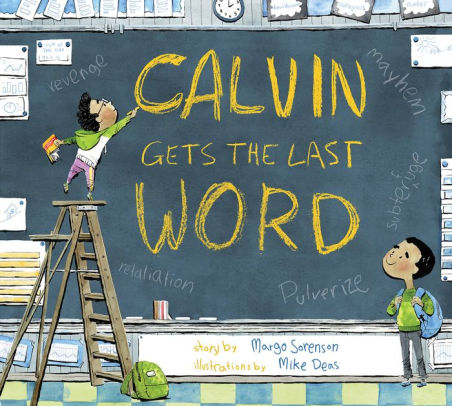 revenge
mayhem
CALVIN
GETS THE LAST
WORD
subterfuge
retaliation
Pulverize
story by Margo Sorenson
illustrations by Mike Deas